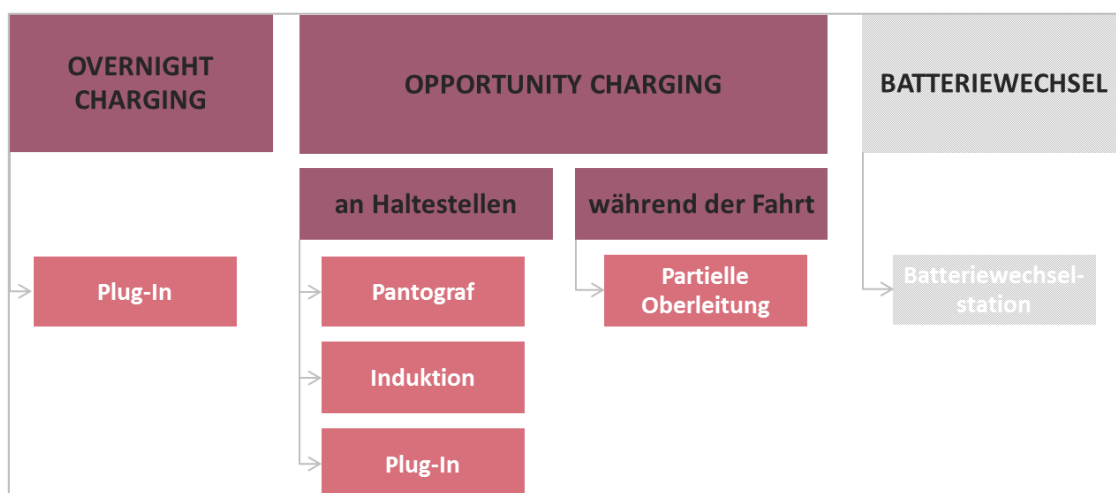 OVERNIGHT
CHARGING
OPPORTUNITY CHARGING
BATTERIEWECHSEL
an Haltestellen
während der Fahrt
Plug-In
Pantograf
Partielle
Oberleitung
Batteriewechsel-
station
Induktion
Plug-In